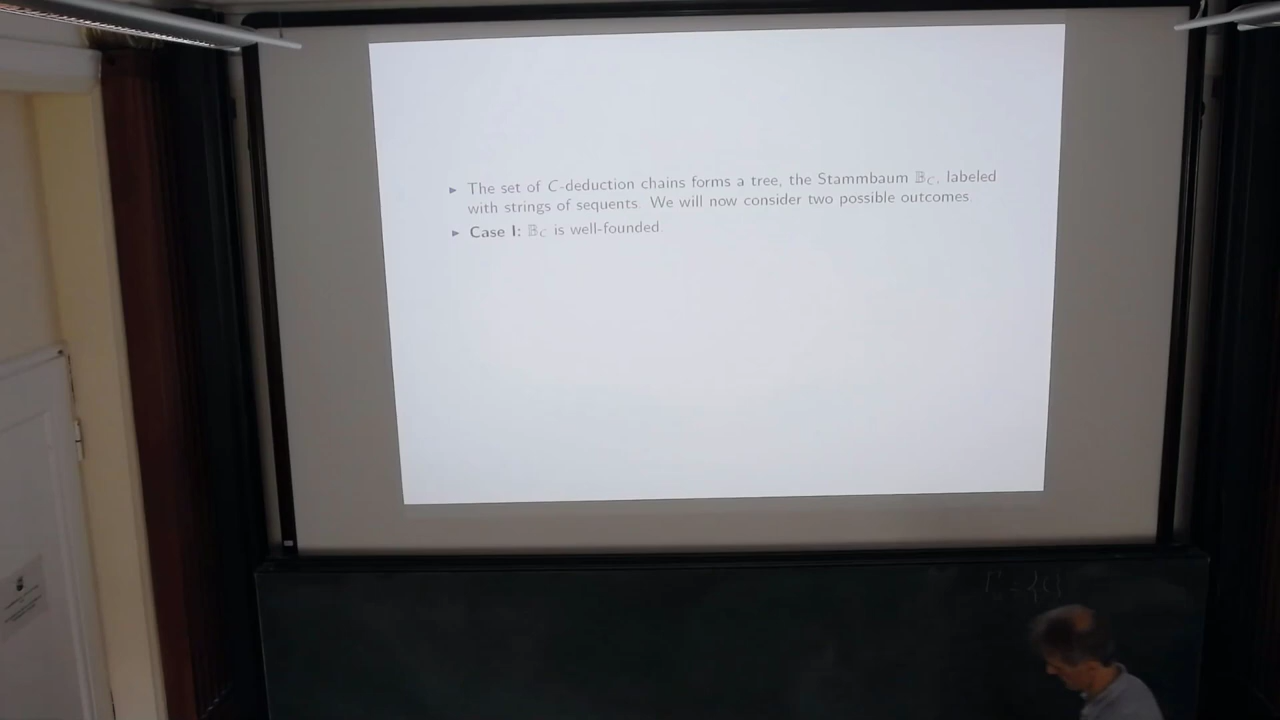 ▸ The set of C-deduction chains forms a tree, the Stammbaum 𝔹_C, labeled
with strings of sequents. We will now consider two possible outcomes.
▸ Case I: 𝔹_C is well-founded.